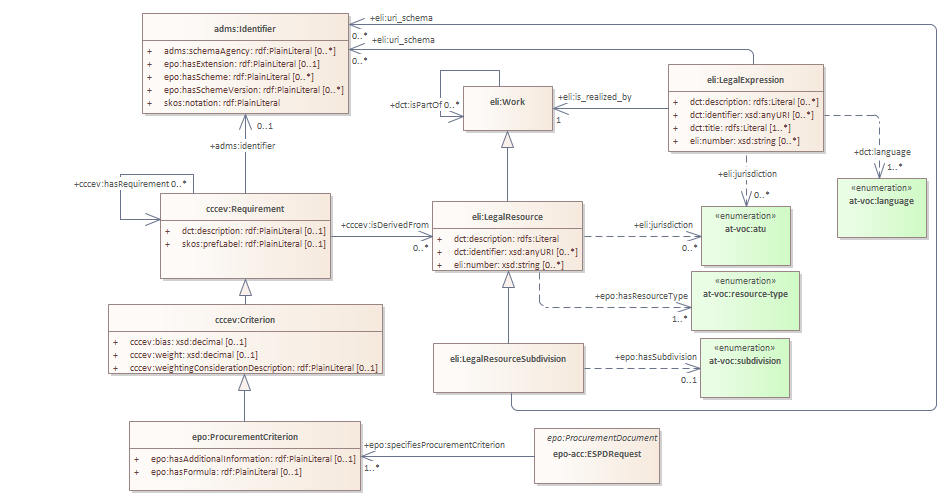 adms:Identifier
+ adms:schemaAgency: rdf:PlainLiteral [0..*]
+ epo:hasExtension: rdf:PlainLiteral [0..1]
+ epo:hasScheme: rdf:PlainLiteral [0..*]
+ epo:hasSchemeVersion: rdf:PlainLiteral [0..*]
+ skos:notation: rdf:PlainLiteral
+eli:uri_schema
0..*
+eli:uri_schema
0..*
eli:LegalExpression
+ dct:description: rdfs:Literal [0..*]
+ dct:identifier: xsd:anyURI [0..*]
+ dct:title: rdfs:Literal [1..*]
+ eli:number: xsd:string [0..*]
eli:Work
+dct:isPartOf 0..*
+eli:is_realized_by
1
0..1
+adms:identifier
+dct:language
1..*
+eli:jurisdiction
0..*
«enumeration»
at-voc:language
+cccev:hasRequirement 0..*
cccev:Requirement
+ dct:description: rdf:PlainLiteral [0..1]
+ skos:prefLabel: rdf:PlainLiteral [0..1]
+cccev:isDerivedFrom
0..*
eli:LegalResource
+ dct:description: rdfs:Literal
+ dct:identifier: xsd:anyURI [0..*]
+ eli:number: xsd:string [0..*]
+eli:jurisdiction
0..*
«enumeration»
at-voc:atu
+epo:hasResourceType
1..*
«enumeration»
at-voc:resource-type
cccev:Criterion
+ cccev:bias: xsd:decimal [0..1]
+ cccev:weight: xsd:decimal [0..1]
+ cccev:weightingConsiderationDescription: rdf:PlainLiteral [0..1]
eli:LegalResourceSubdivision
+epo:hasSubdivision
0..1
«enumeration»
at-voc:subdivision
epo:ProcurementCriterion
+ epo:hasAdditionalInformation: rdf:PlainLiteral [0..1]
+ epo:hasFormula: rdf:PlainLiteral [0..1]
+epo:specifiesProcurementCriterion
1..*
epo:ProcurementDocument
epo-acc:ESPDRequest